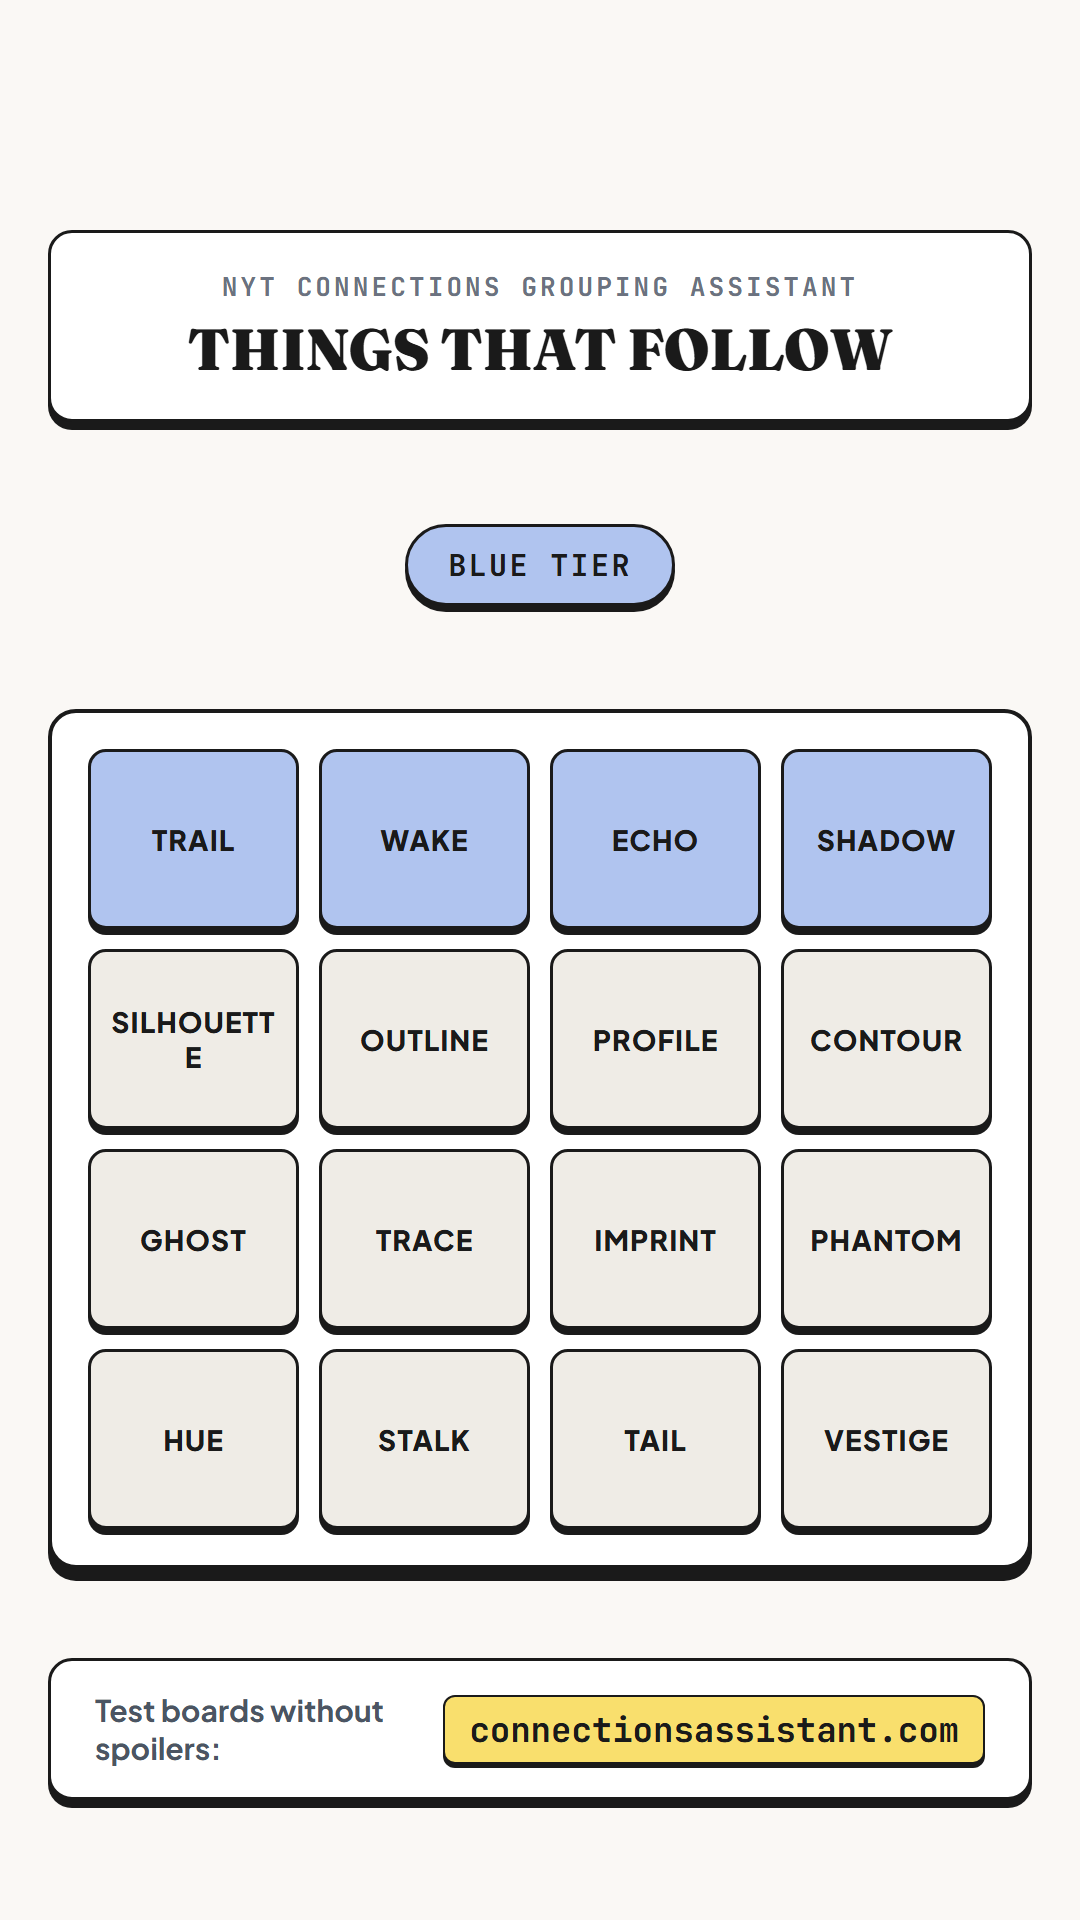 NYT CONNECTIONS GROUPING ASSISTANT
THINGS THAT FOLLOW
BLUE TIER
TRAIL
WAKE
ECHO
SHADOW
SILHOUETT
E
OUTLINE
PROFILE
CONTOUR
GHOST
TRACE
IMPRINT
PHANTOM
HUE
STALK
TAIL
VESTIGE
Test boards without
spoilers:
connectionsassistant.com